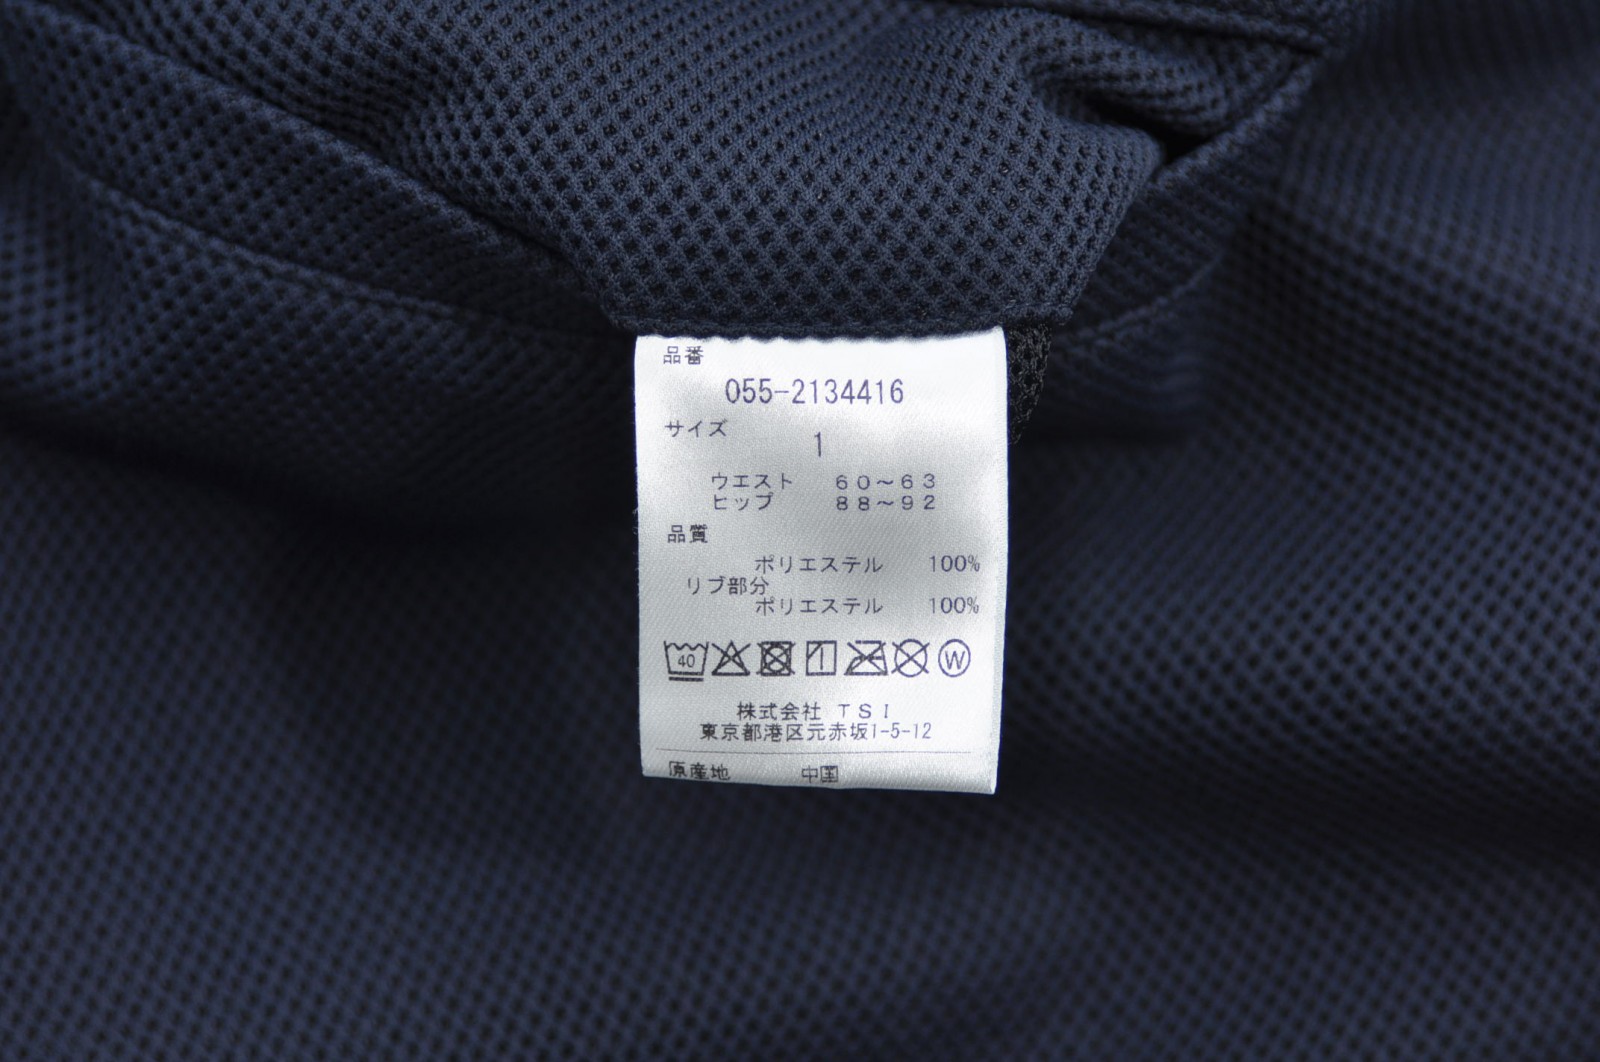 品番
055-2134416
サイズ
1
ウエスト 60～63
ヒップ 88～92
品質
ポリエステル 100%
リブ部分
ポリエステル 100%
40 W
株式会社 TSI
東京都港区元赤坂1-5-12
原産地 中国